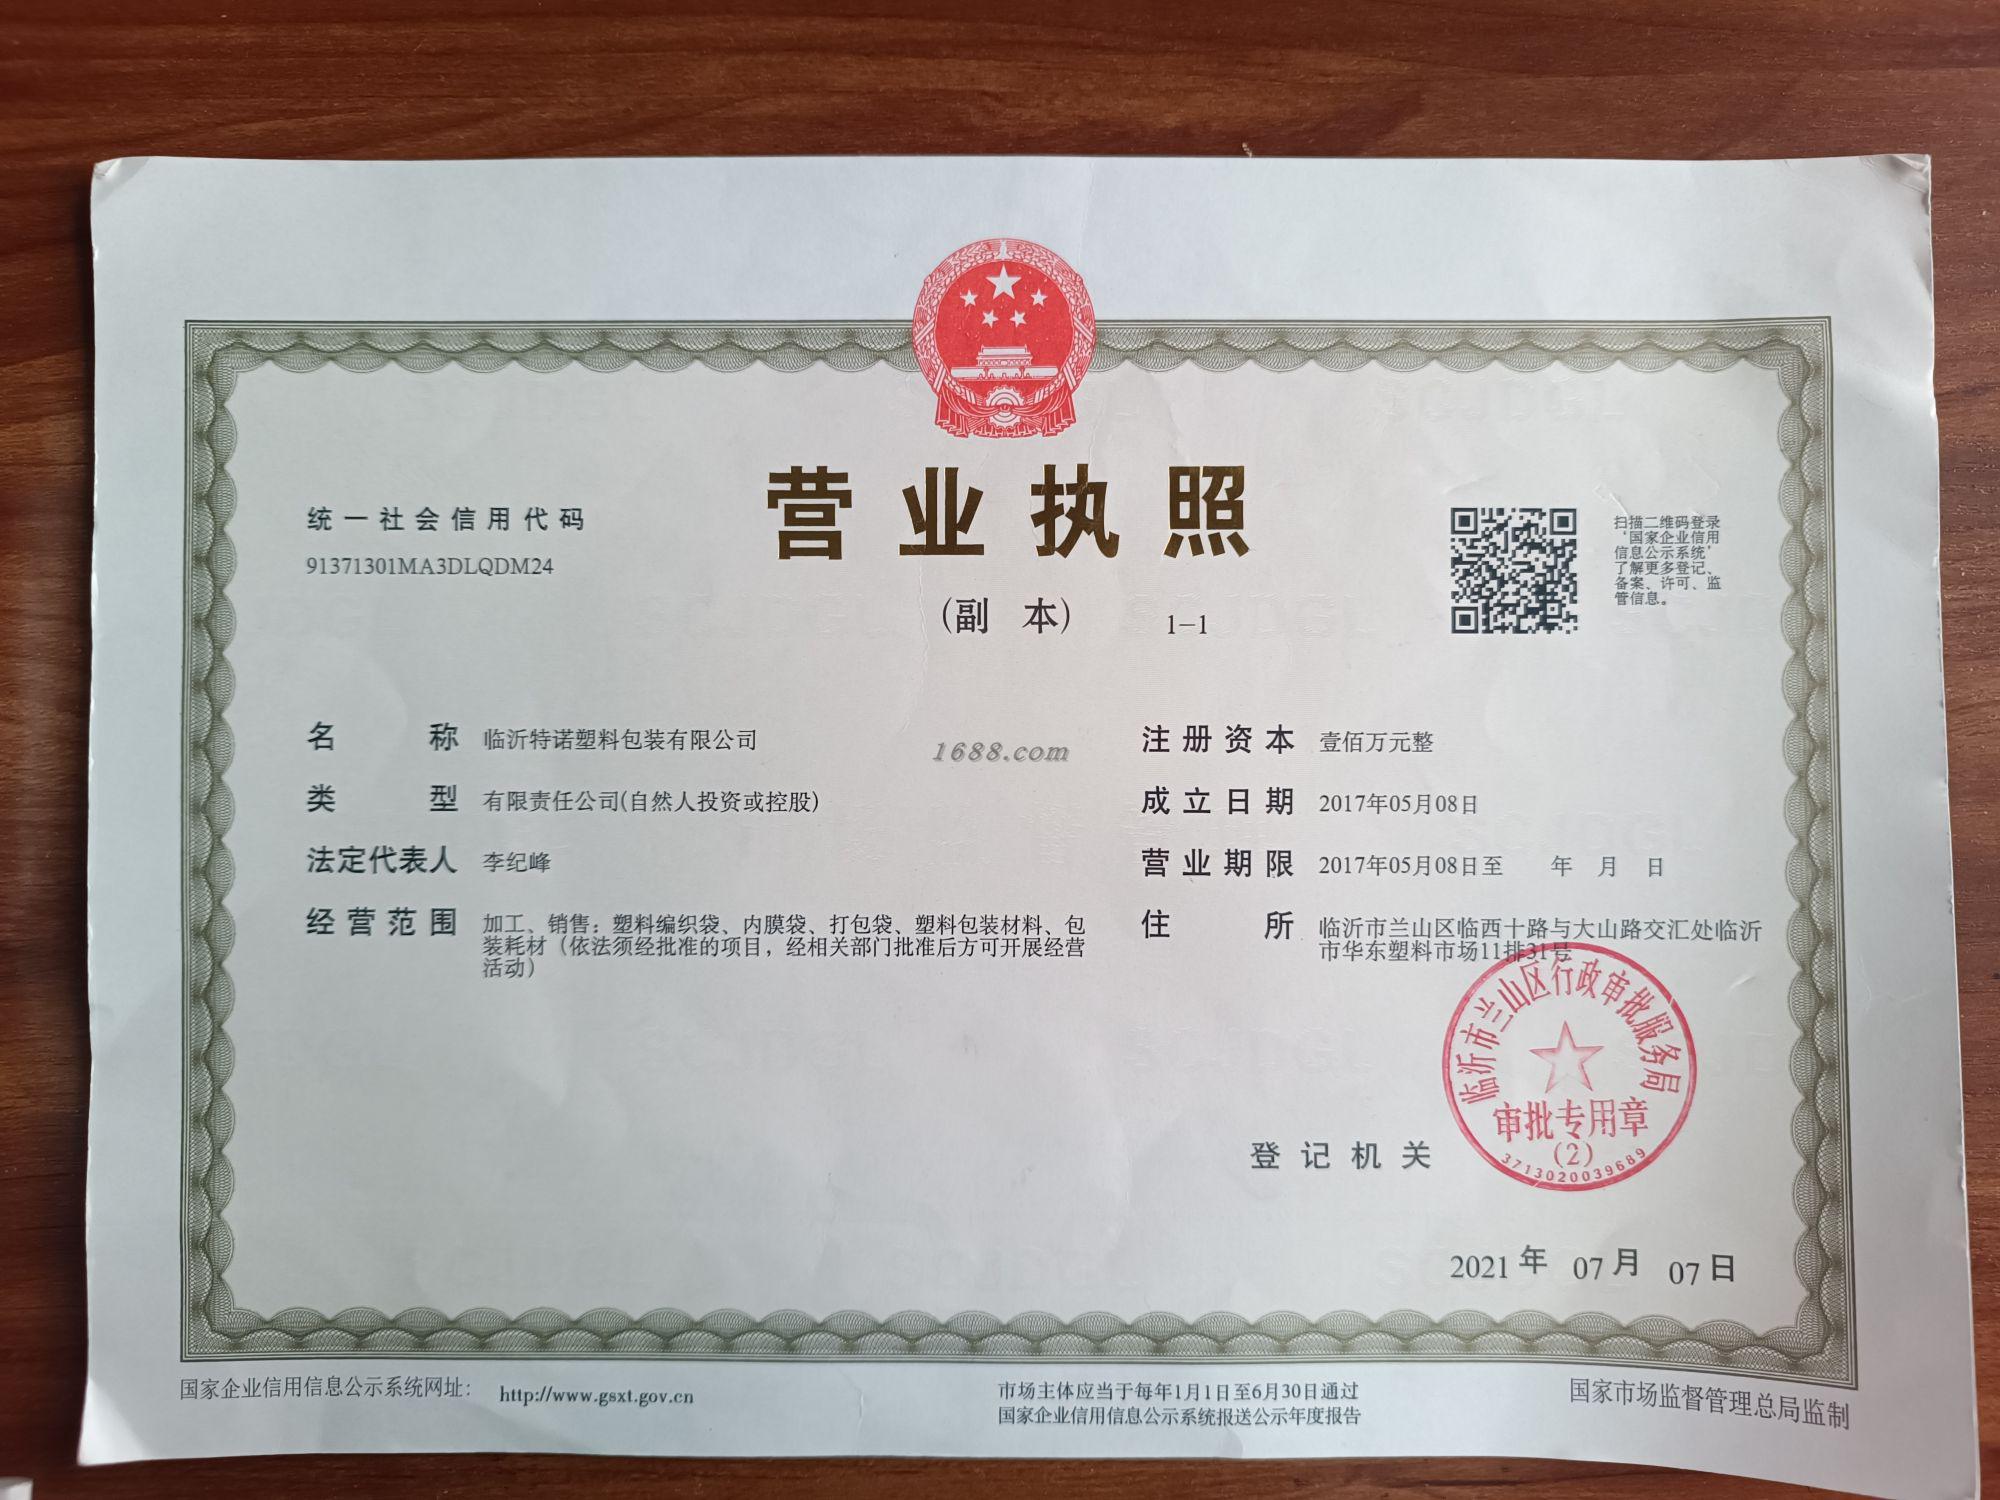 营业执照
(副 本) 1-1
统一社会信用代码
91371301MA3DLQDM24
扫描二维码登录
‘国家企业信用
信息公示系统’
了解更多登记、
备案、许可、监
管信息。
名 称 临沂特诺塑料包装有限公司
类 型 有限责任公司(自然人投资或控股)
法定代表人 李纪峰
经营范围 加工、销售：塑料编织袋、内膜袋、打包袋、塑料包装材料、包
装耗材（依法须经批准的项目，经相关部门批准后方可开展经营
活动）
1688.com
注册资本 壹佰万元整
成立日期 2017年05月08日
营业期限 2017年05月08日至 年 月 日
住 所 临沂市兰山区临西十路与大山路交汇处临沂
市华东塑料市场11排31号
临沂市兰山区行政审批服务局
审批专用章
(2)
3713020039689
登记机关
2021 年 07 月 07 日
国家企业信用信息公示系统网址： http://www.gsxt.gov.cn
市场主体应当于每年1月1日至6月30日通过
国家企业信用信息公示系统报送公示年度报告
国家市场监督管理总局监制